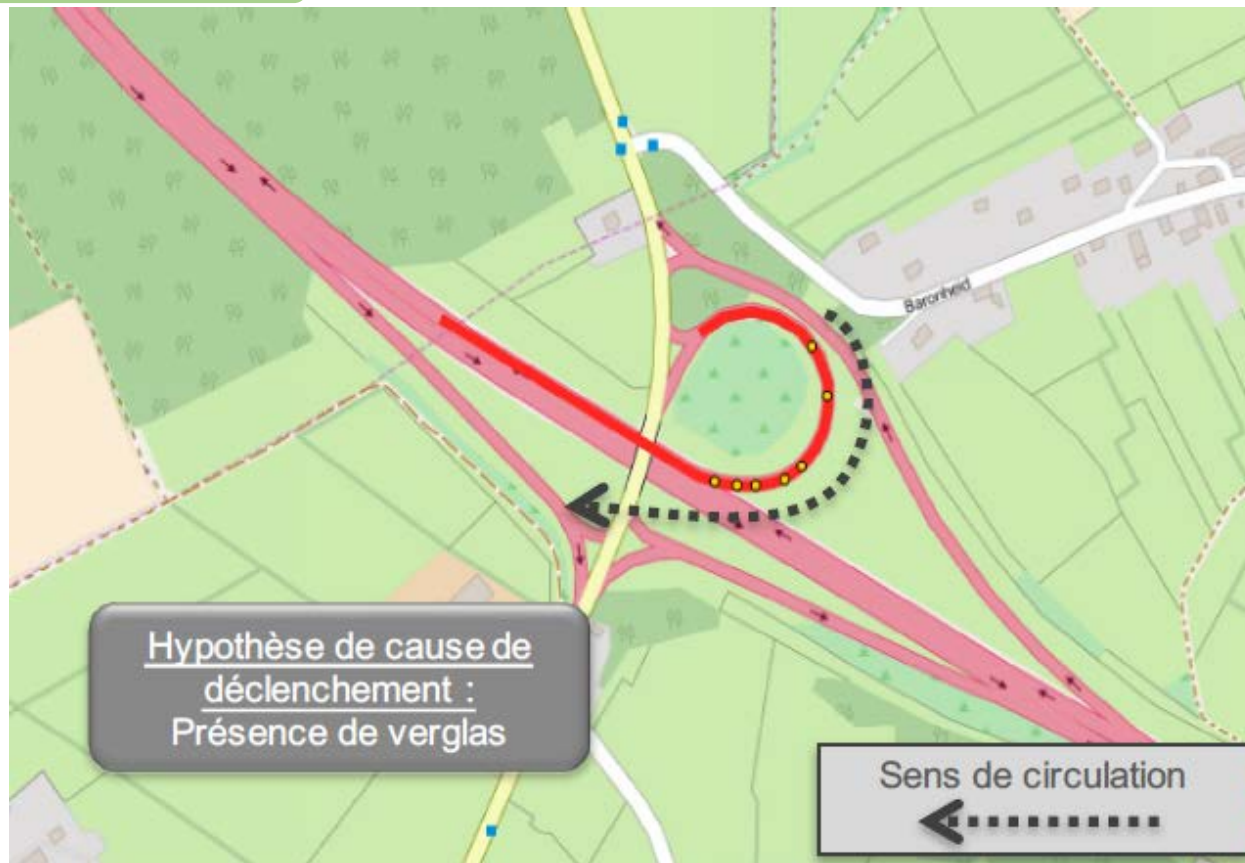 Baronheid
Hypothèse de cause de
déclenchement :
Présence de verglas
Sens de circulation